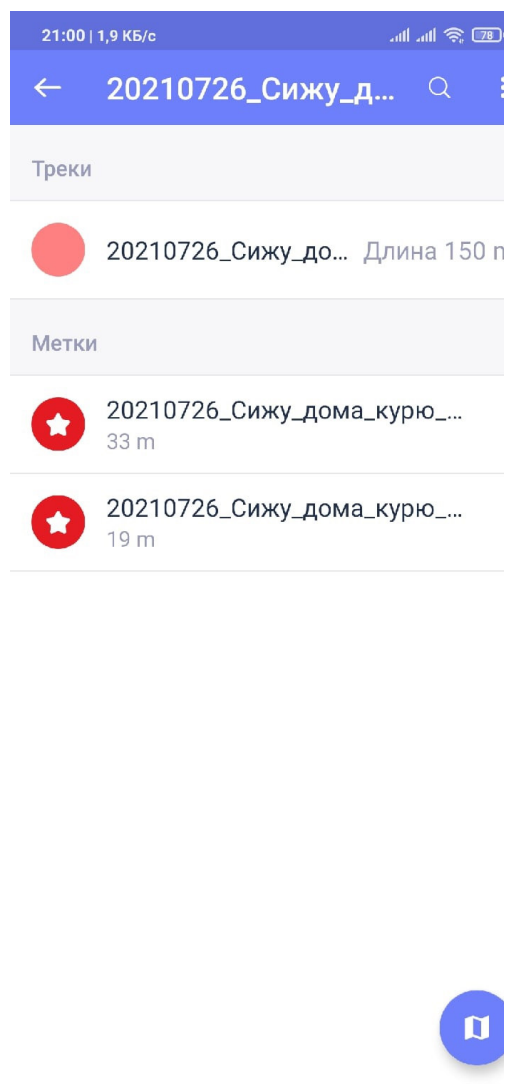 21:00 | 1,9 КБ/с 78
20210726_Сижу_д...
Треки
20210726_Сижу_до... Длина 150 m
Метки
20210726_Сижу_дома_курю_...
33 m
20210726_Сижу_дома_курю_...
19 m